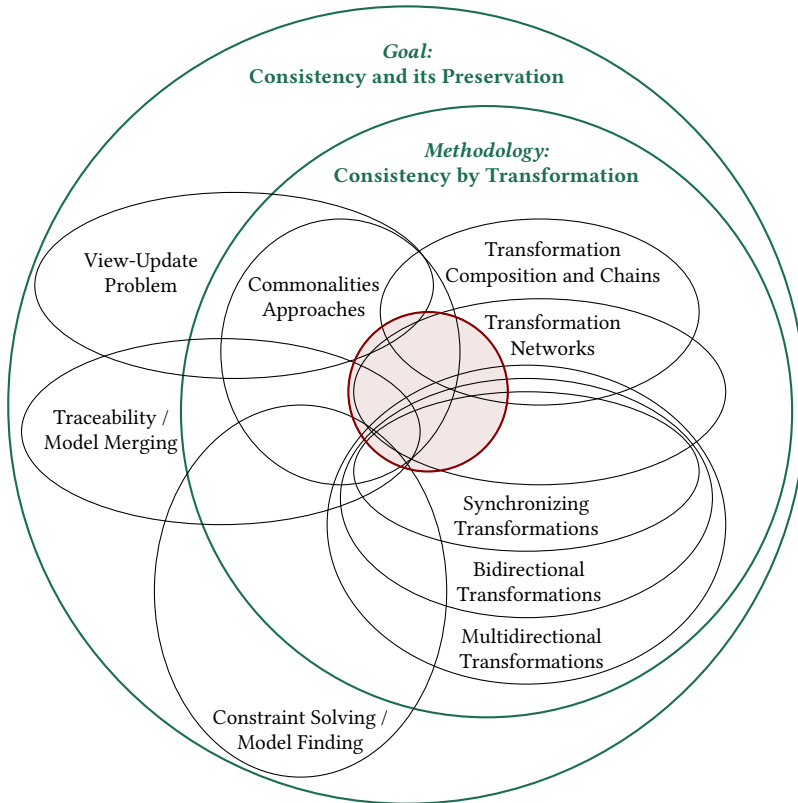 Goal:
Consistency and its Preservation
Methodology:
Consistency by Transformation
View-Update
Problem
Commonalities
Approaches
Transformation
Composition and Chains
Transformation
Networks
Traceability /
Model Merging
Synchronizing
Transformations
Bidirectional
Transformations
Multidirectional
Transformations
Constraint Solving /
Model Finding